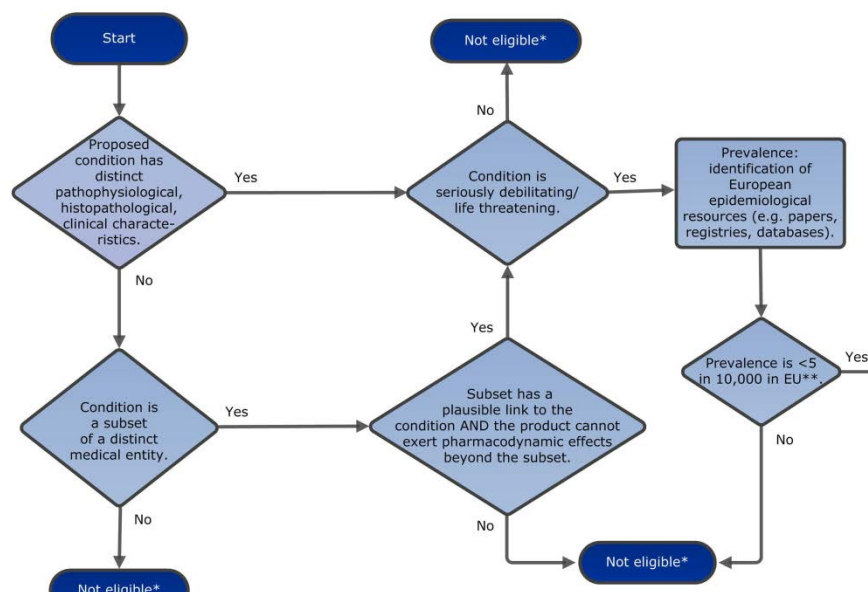 Start
Not eligible*
No
Proposed
condition has
distinct
pathophysiological,
histopathological,
clinical characte-
ristics.
Yes
Condition is
seriously debilitating/
life threatening.
Yes
Prevalence:
identification of
European
epidemiological
resources (e.g. papers,
registries, databases).
No
Yes
Prevalence is <5
in 10,000 in EU**.
Yes
Condition is
a subset
of a distinct
medical entity.
Yes
Subset has a
plausible link to the
condition AND the product cannot
exert pharmacodynamic effects
beyond the subset.
No
No
No
Not eligible*
Not eligible*